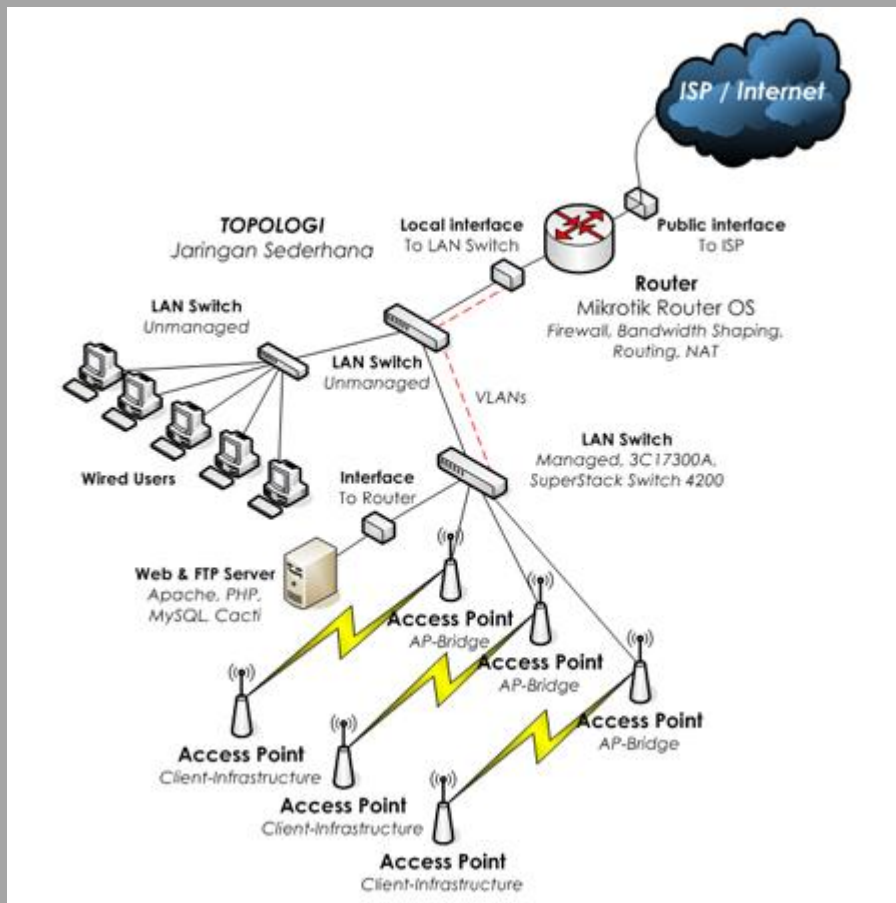 ISP / Internet
TOPOLOGI
Jaringan Sederhana
Local interface
To LAN Switch
Public interface
To ISP
Router
Mikrotik Router OS
Firewall, Bandwidth Shaping,
Routing, NAT
LAN Switch
Unmanaged
LAN Switch
Unmanaged
VLANs
Wired Users
LAN Switch
Managed, 3C17300A,
SuperStack Switch 4200
Interface
To Router
Web & FTP Server
Apache, PHP,
MySQL. Cacti
Access Point
AP-Bridge
Access Point
AP-Bridge
Access Point
AP-Bridge
Access Point
Client-Infrastructure
Access Point
Client-Infrastructure
Access Point
Client-Infrastructure